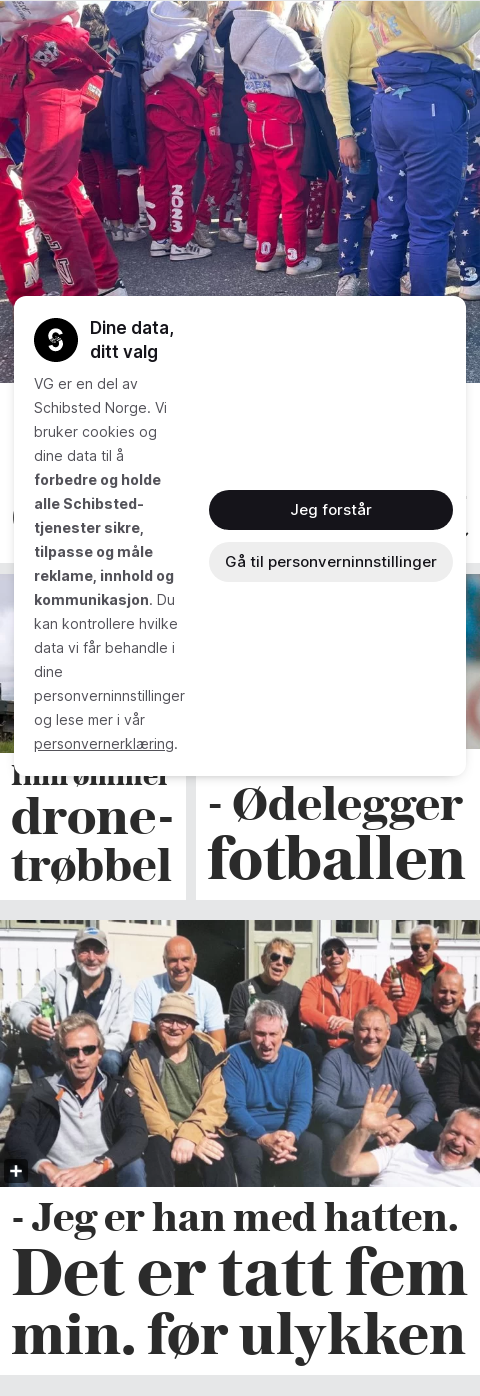 2023
Dine data,
ditt valg
VG er en del av
Schibsted Norge. Vi
bruker cookies og
dine data til å
forbedre og holde
alle Schibsted-
tjenester sikre,
tilpasse og måle
reklame, innhold og
kommunikasjon. Du
kan kontrollere hvilke
data vi får behandle i
dine
personverninnstillinger
og lese mer i vår
personvernerklæring.
Jeg forstår
Gå til personverninnstillinger
Innrømmer
drone-
trøbbel
- Ødelegger
fotballen
- Jeg er han med hatten.
Det er tatt fem
min. før ulykken